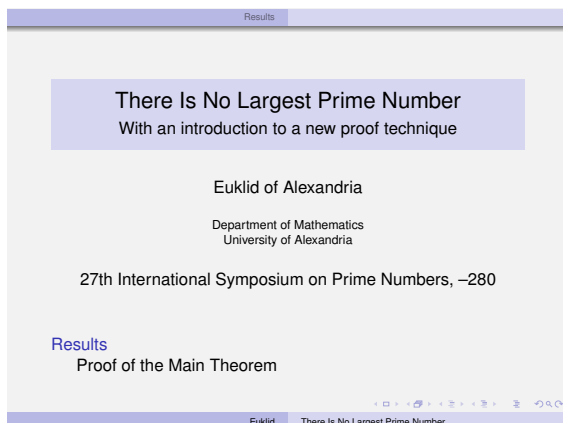 Results
There Is No Largest Prime Number
With an introduction to a new proof technique
Euklid of Alexandria
Department of Mathematics
University of Alexandria
27th International Symposium on Prime Numbers, –280
Results
Proof of the Main Theorem
Euklid There Is No Largest Prime Number